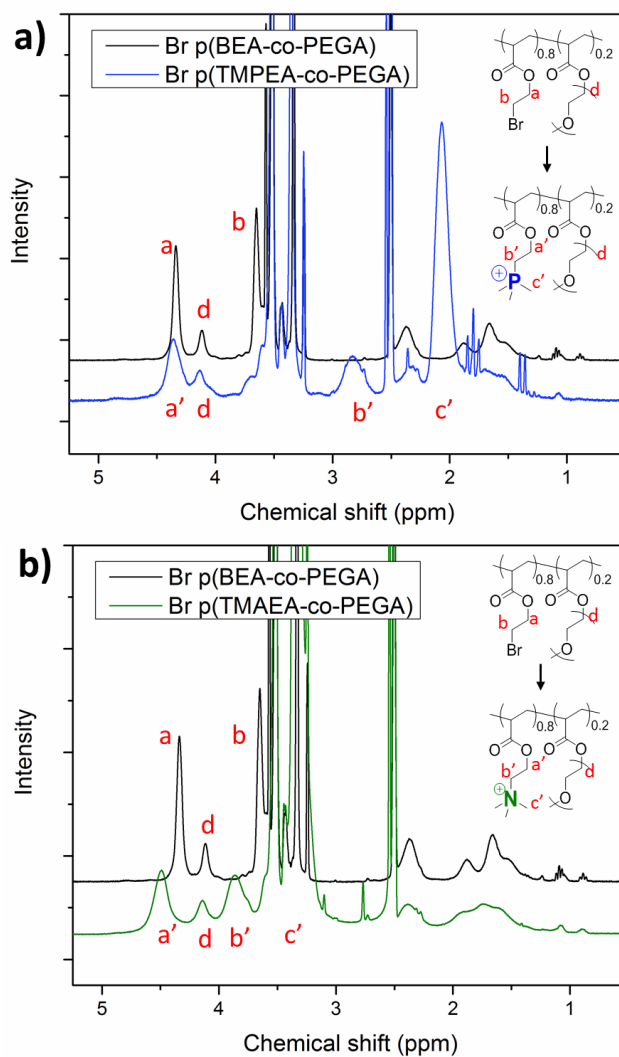 a)
Br p(BEA-co-PEGA)
Br p(TMPEA-co-PEGA)
Intensity
a
d
b
a’
d
b’
c’
5
4
3
2
1
Chemical shift (ppm)
0.8
0.2
O
O
O
O
b
a
d
Br
O
0.8
0.2
O
O
O
O
b’
a’
d
+
P
c’
O
b)
Br p(BEA-co-PEGA)
Br p(TMAEA-co-PEGA)
Intensity
a
d
b
a’
d
b’
c’
5
4
3
2
1
Chemical shift (ppm)
0.8
0.2
O
O
O
O
b
a
d
Br
O
0.8
0.2
O
O
O
O
b’
a’
d
+
N
c’
O